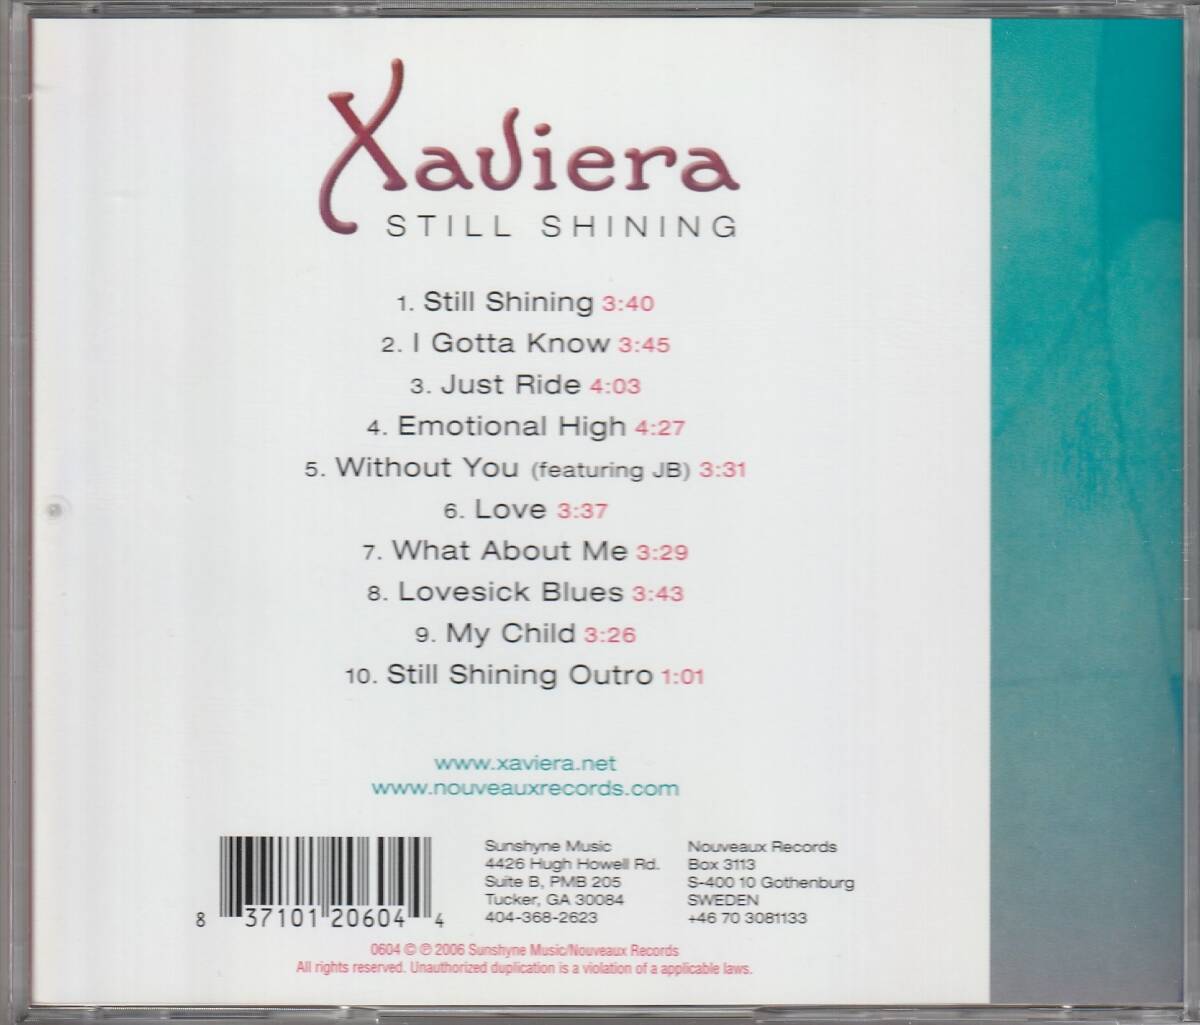 Xaviera
STILL SHINING
1. Still Shining 3:40
2. I Gotta Know 3:45
3. Just Ride 4:03
4. Emotional High 4:27
5. Without You (featuring JB) 3:31
6. Love 3:37
7. What About Me 3:29
8. Lovesick Blues 3:43
9. My Child 3:26
10. Still Shining Outro 1:01
www.xaviera.net
www.nouveauxrecords.com
8 37101 20604 4
Sunshyne Music
4426 Hugh Howell Rd.
Suite B, PMB 205
Tucker, GA 30084
404-368-2623
Nouveaux Records
Box 3113
S-400 10 Gothenburg
SWEDEN
+46 70 3081133
0604 © ℗ 2006 Sunshyne Music/Nouveaux Records
All rights reserved. Unauthorized duplication is a violation of a applicable laws.